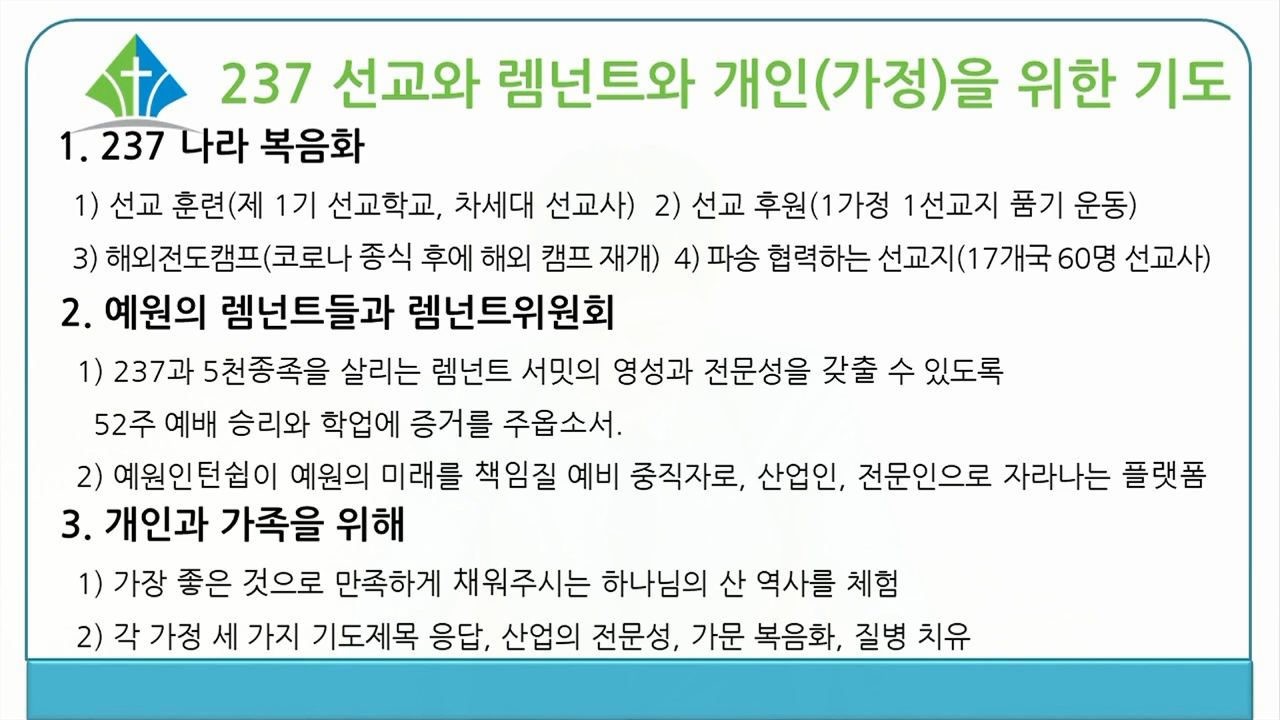 237 선교와 렘넌트와 개인(가정)을 위한 기도
1. 237 나라 복음화
1) 선교 훈련(제 1기 선교학교, 차세대 선교사) 2) 선교 후원(1가정 1선교지 품기 운동)
3) 해외전도캠프(코로나 종식 후에 해외 캠프 재개) 4) 파송 협력하는 선교지(17개국 60명 선교사)
2. 예원의 렘넌트들과 렘넌트위원회
1) 237과 5천종족을 살리는 렘넌트 서밋의 영성과 전문성을 갖출 수 있도록
52주 예배 승리와 학업에 증거를 주옵소서.
2) 예원인턴쉽이 예원의 미래를 책임질 예비 중직자로, 산업인, 전문인으로 자라나는 플랫폼
3. 개인과 가족을 위해
1) 가장 좋은 것으로 만족하게 채워주시는 하나님의 산 역사를 체험
2) 각 가정 세 가지 기도제목 응답, 산업의 전문성, 가문 복음화, 질병 치유